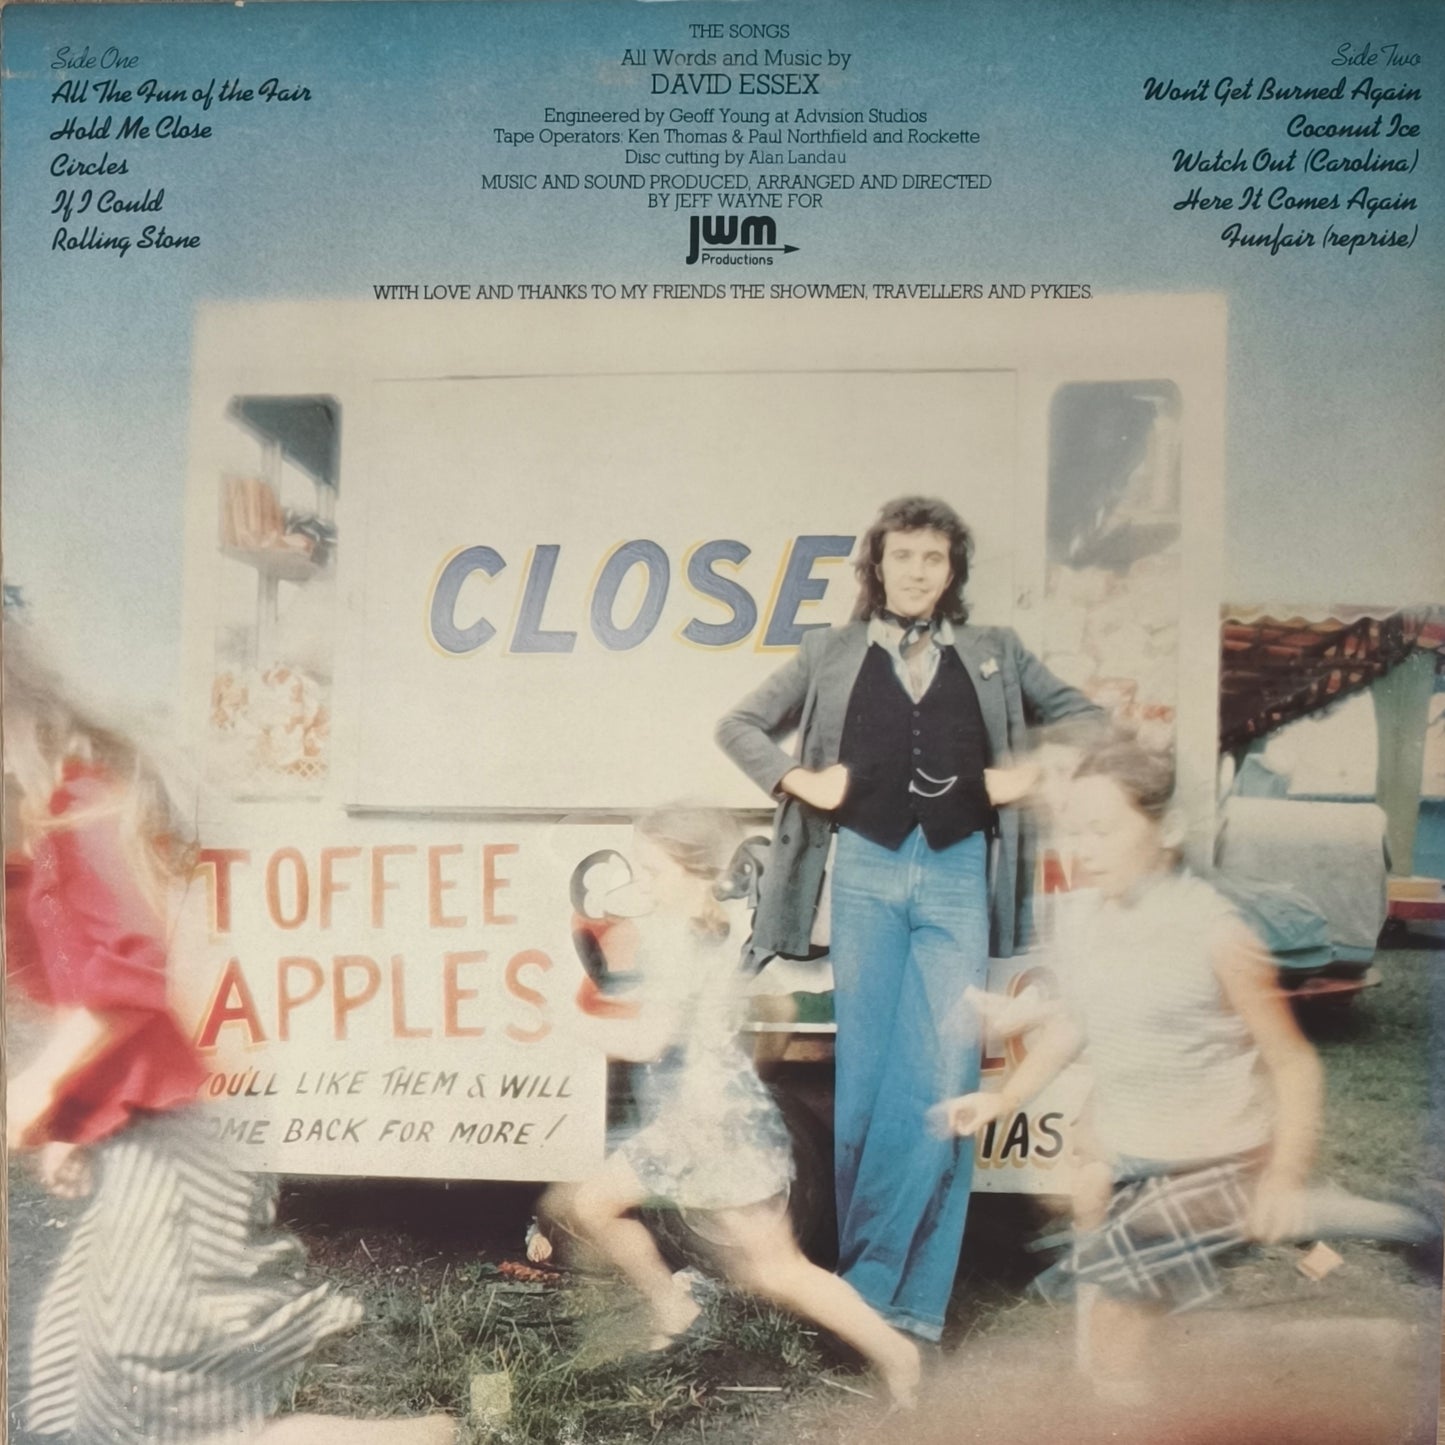 Side One
All The Fun of the Fair
Hold Me Close
Circles
If I Could
Rolling Stone
THE SONGS
All Words and Music by
DAVID ESSEX
Engineered by Geoff Young at Advision Studios
Tape Operators: Ken Thomas & Paul Northfield and Rockette
Disc cutting by Alan Landau
MUSIC AND SOUND PRODUCED, ARRANGED AND DIRECTED
BY JEFF WAYNE FOR
JWM
Productions
Side Two
Won't Get Burned Again
Coconut Ice
Watch Out (Carolina)
Here It Comes Again
Funfair (reprise)
WITH LOVE AND THANKS TO MY FRIENDS THE SHOWMEN, TRAVELLERS AND PYKIES.
CLOSE
TOFFEE
APPLES
YOU'LL LIKE THEM & WILL
BACK FOR MORE!